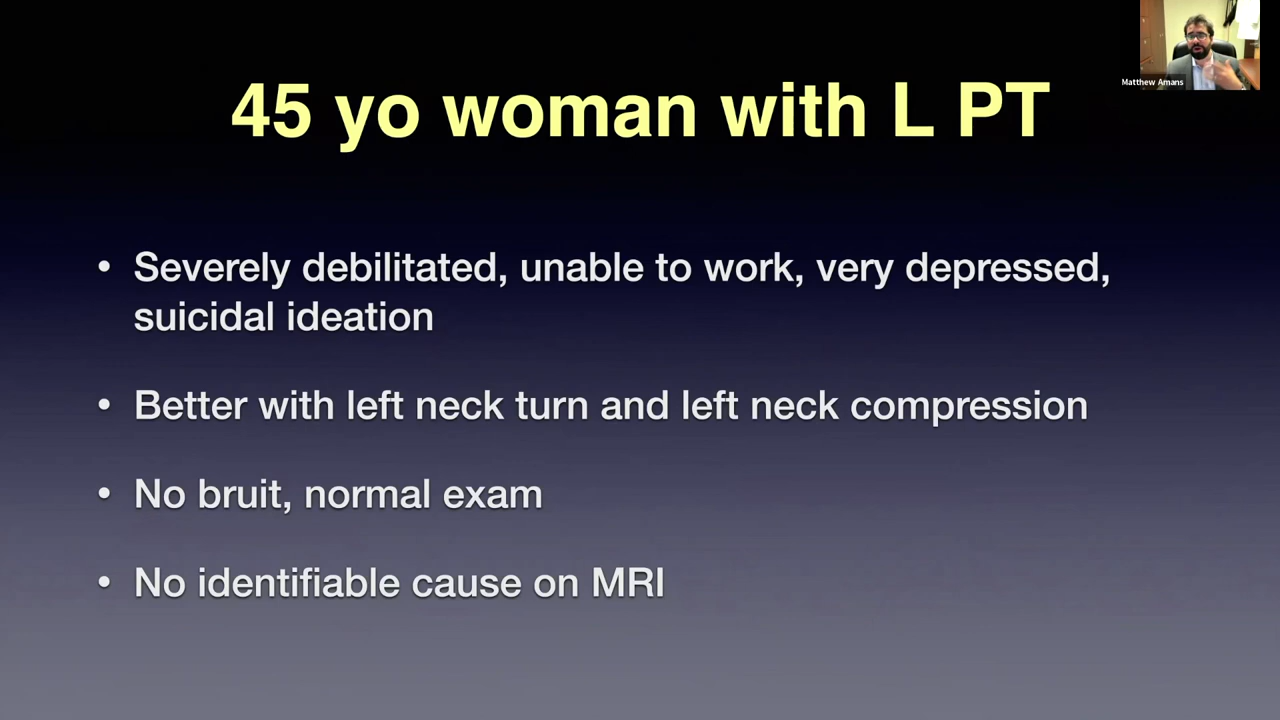 Matthew Amans
45 yo woman with L PT
• Severely debilitated, unable to work, very depressed,
suicidal ideation
• Better with left neck turn and left neck compression
• No bruit, normal exam
• No identifiable cause on MRI